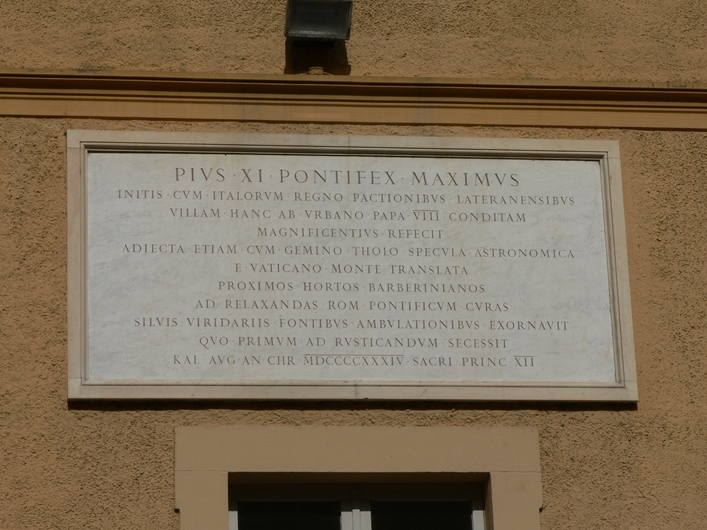 PIVS·XI·PONTIFEX·MAXIMVS
INITIS·CVM·ITALORVM·REGNO·PACTIONIBVS·LATERANENSIBVS
VILLAM·HANC·AB·VRBANO·PAPA·VIII·CONDITAM
MAGNIFICENTIVS·REFECIT
ADJECTA·ETIAM·CVM·GEMINO·THOLO·SPECVLA·ASTRONOMICA
E·VATICANO·MONTE·TRANSLATA
PROXIMOS·HORTOS·BARBERINIANOS
AD·RELAXANDAS·ROM·PONTIFICVM·CVRAS
SILVIS·VIRIDARIIS·FONTIBVS·AMBVLATIONIBVS·EXORNAVIT
QVO·PRIMVM·AD·RVSTICANDVM·SECESSIT
KAL·AVG·AN·CHR·MDCCCCXXXIV·SACRI·PRINC·XII